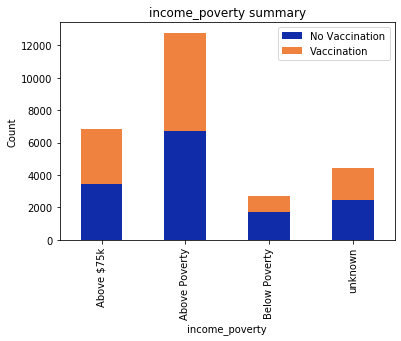 income_poverty summary
No Vaccination
Vaccination
Count
12000
10000
8000
6000
4000
2000
0
Above $75k
Above Poverty
Below Poverty
unknown
income_poverty